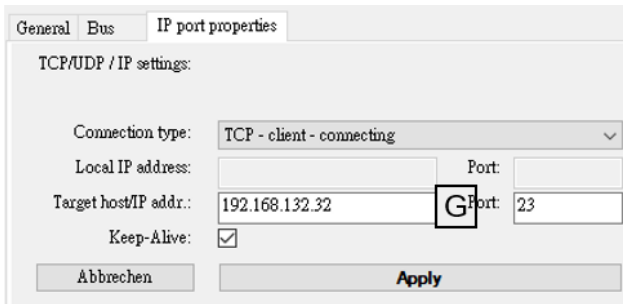 General Bus IP port properties
TCP/UDP / IP settings:
Connection type: TCP - client - connecting
Local IP address: Port:
Target host/IP addr.: 192.168.132.32 G Port: 23
Keep-Alive:
Abbrechen Apply